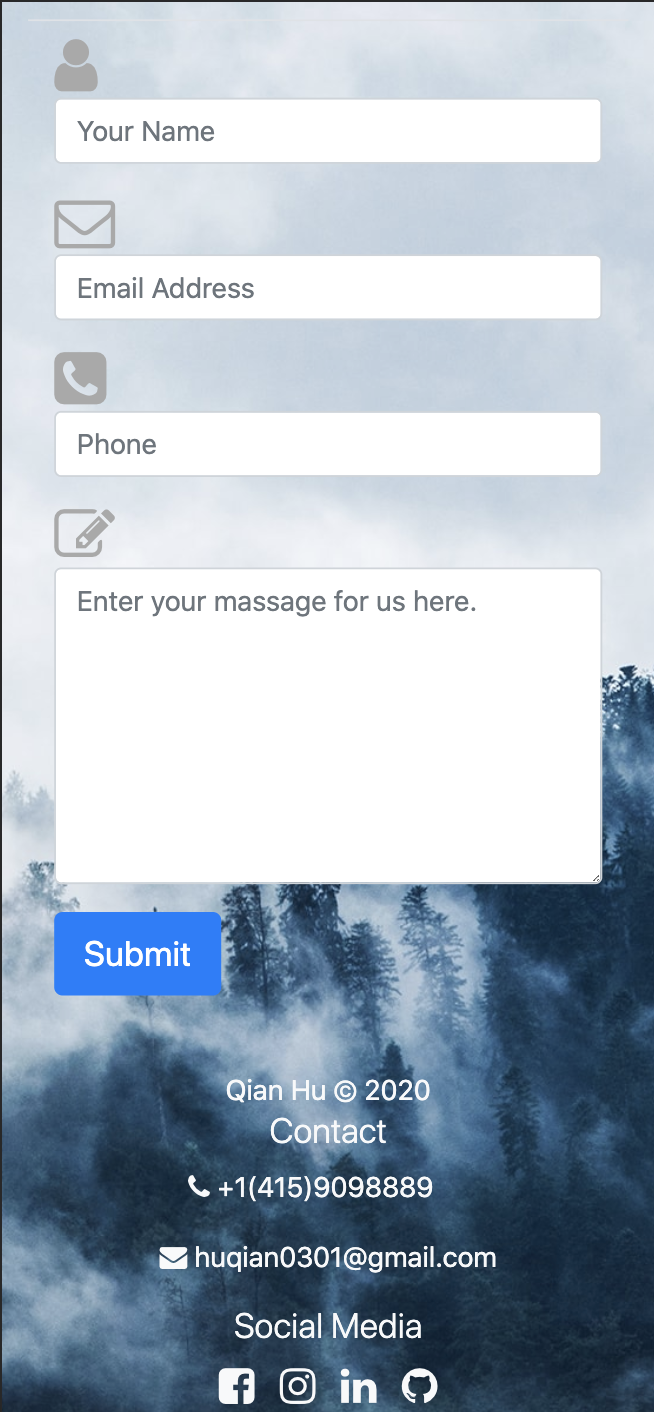 Your Name
Email Address
Phone
Enter your massage for us here.
Submit
Qian Hu © 2020
Contact
+1(415)9098889
huqian0301@gmail.com
Social Media